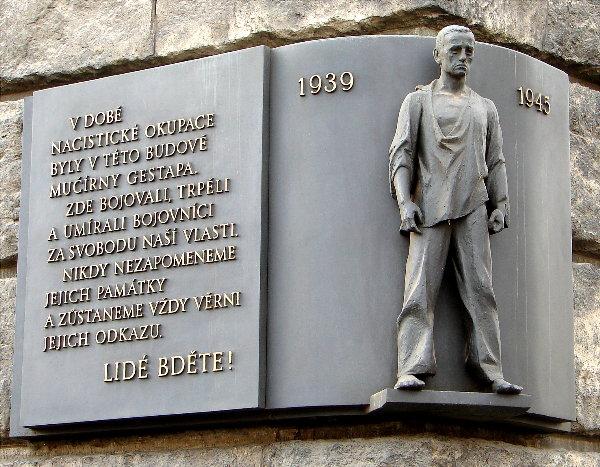 V DOBĚ
NACISTICKÉ OKUPACE
BYLY V TÉTO BUDOVĚ
MUČÍRNY GESTAPA.
ZDE BOJOVALI, TRPĚLI
A UMÍRALI BOJOVNÍCI
ZA SVOBODU NAŠÍ VLASTI.
NIKDY NEZAPOMENEME
JEJICH PAMÁTKY
A ZŮSTANEME VŽDY VĚRNI
JEJICH ODKAZU.
LIDÉ BDĚTE!
1939
1945